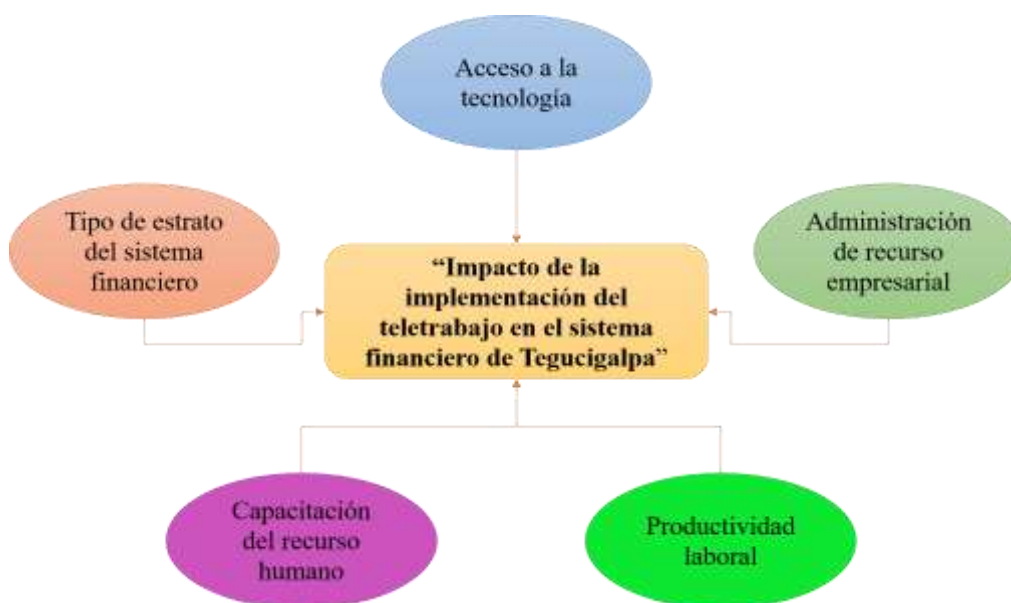 Acceso a la
tecnología
Tipo de estrato
del sistema
financiero
Administración
de recurso
empresarial
“Impacto de la
implementación del
teletrabajo en el sistema
financiero de Tegucigalpa”
Capacitación
del recurso
humano
Productividad
laboral